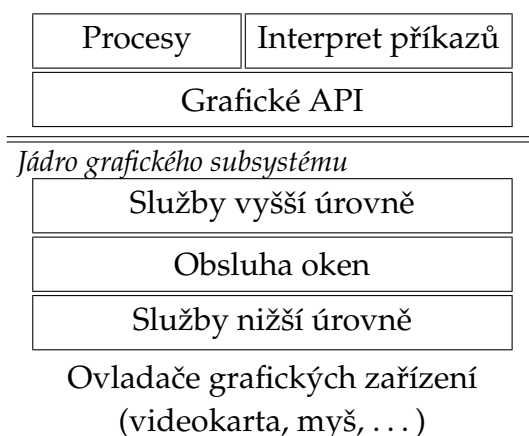 Procesy Interpret příkazů
Grafické API
Jádro grafického subsystému
Služby vyšší úrovně
Obsluha oken
Služby nižší úrovně
Ovladače grafických zařízení
(videokarta, myš, . . . )